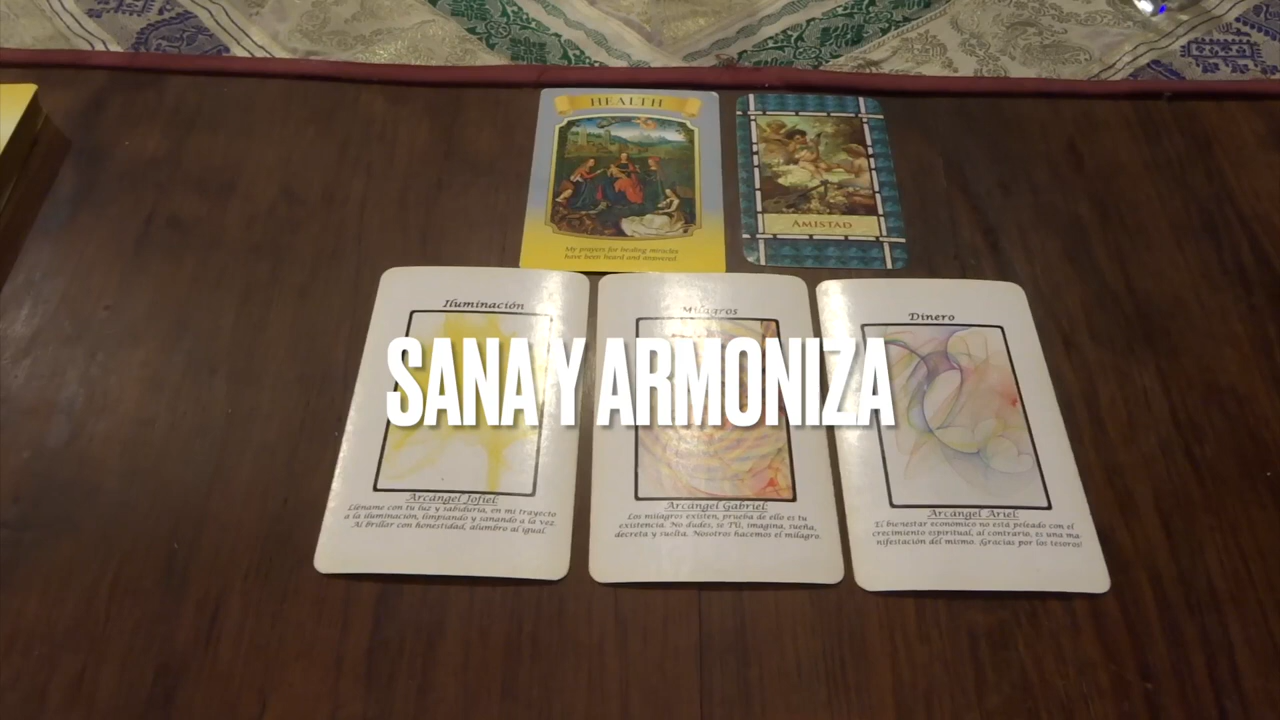 HEALTH
My prayers for healing miracles
have been heard and answered.
AMISTAD
Iluminación
Milagros
Dinero
SANA Y ARMONIZA
Arcángel Jofiel:
Lléname con tu luz y sabiduría, en mi trayecto
a la iluminación, limpiando y sanando a la vez.
Al Brillar con honestidad, alumbro al igual.
Arcángel Gabriel:
Los milagros existen, prueba de ello es tu
existencia. No dudes, se TÚ, imagina, sueña,
decreta y suelta. Nosotros hacemos el milagro.
Arcángel Ariel:
El bienestar económico no está peleado con el
crecimiento espiritual, al contrario, es una ma-
nifestación del mismo. ¡Gracias por los tesoros!